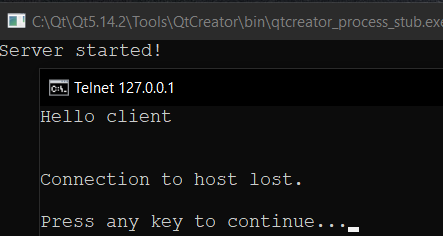 C:\Qt\Qt5.14.2\Tools\QtCreator\bin\qtcreator_process_stub.exe
Server started!
C:\.
Telnet 127.0.0.1
Hello client
Connection to host lost.
Press any key to continue...